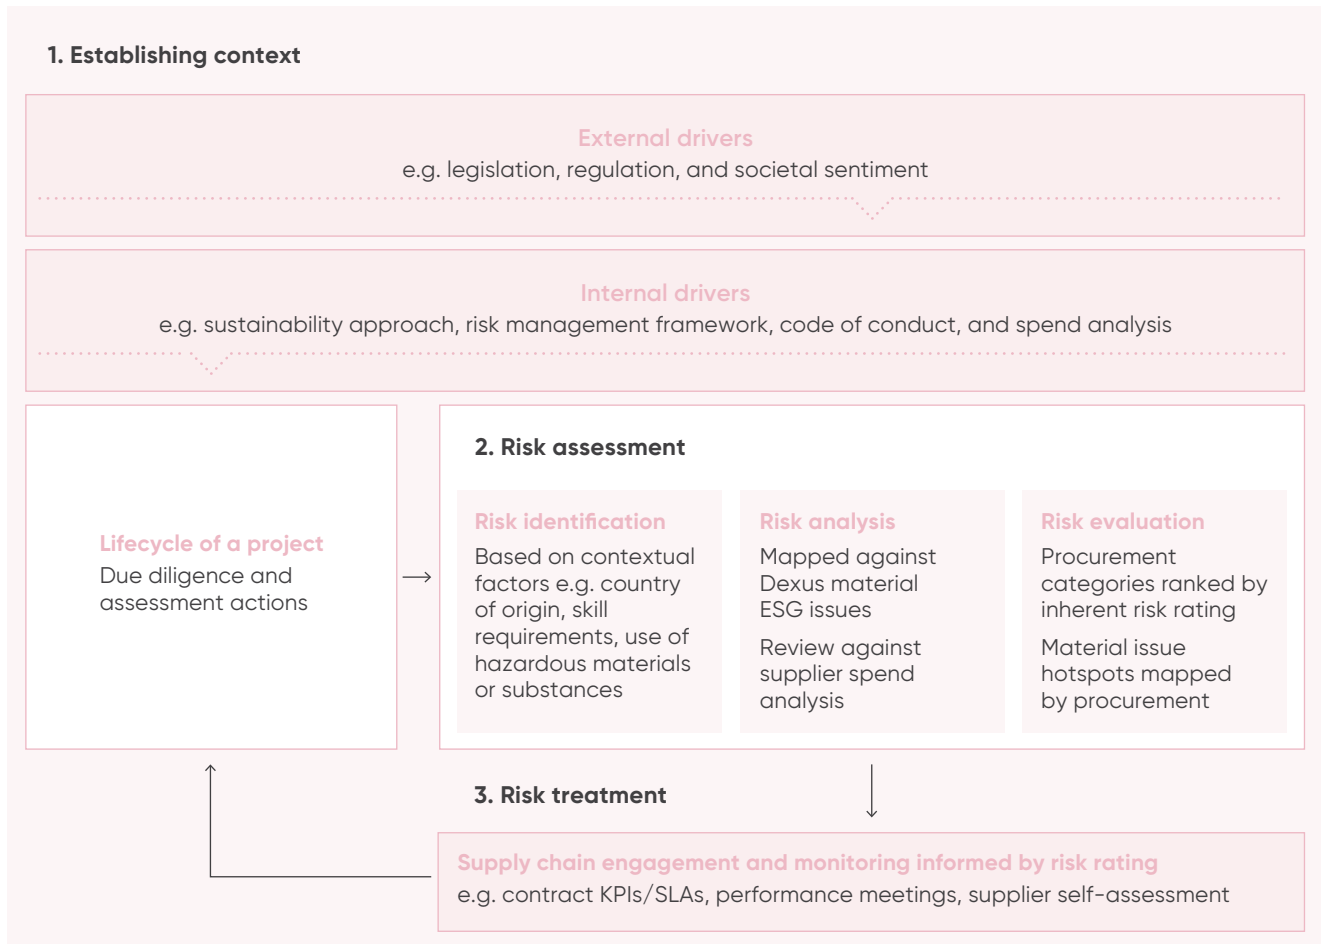 1. Establishing context
External drivers
e.g. legislation, regulation, and societal sentiment
Internal drivers
e.g. sustainability approach, risk management framework, code of conduct, and spend analysis
Lifecycle of a project
Due diligence and
assessment actions
2. Risk assessment
Risk identification
Based on contextual
factors e.g. country
of origin, skill
requirements, use of
hazardous materials
or substances
Risk analysis
Mapped against
Dexus material
ESG issues
Review against
supplier spend
analysis
Risk evaluation
Procurement
categories ranked by
inherent risk rating
Material issue
hotspots mapped
by procurement
3. Risk treatment
Supply chain engagement and monitoring informed by risk rating
e.g. contract KPIs/SLAs, performance meetings, supplier self-assessment